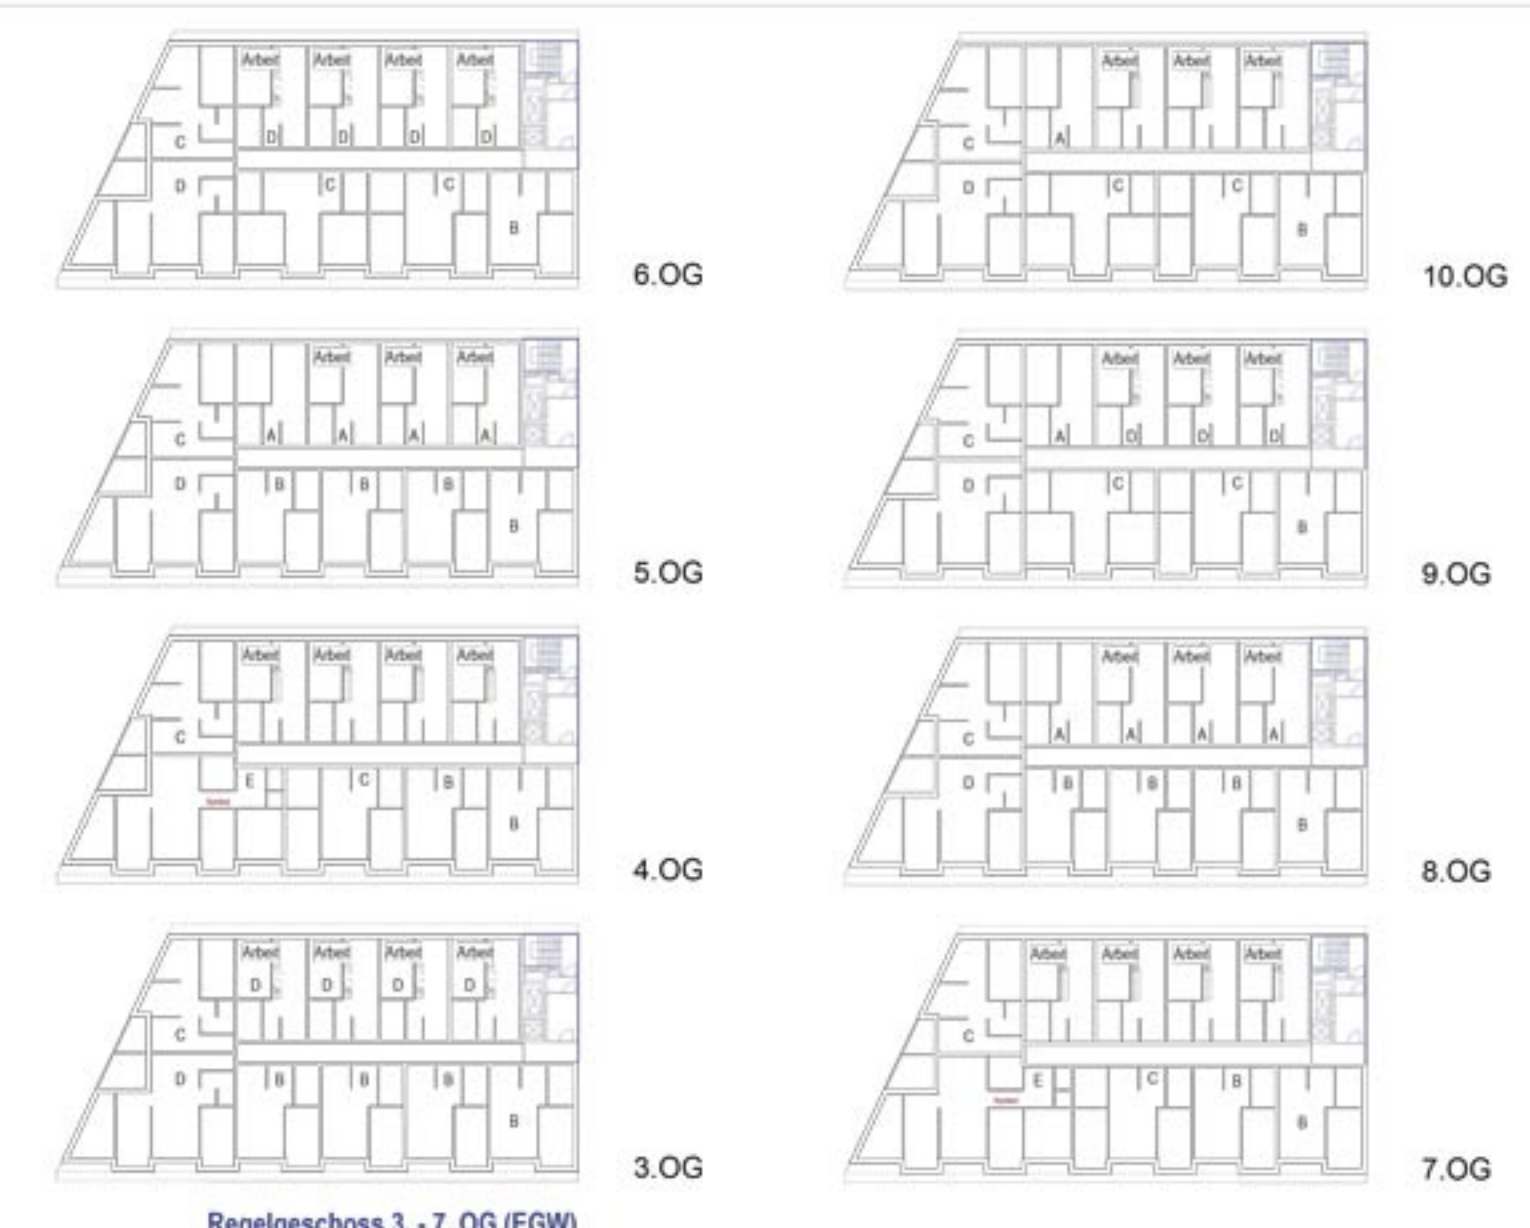 Arbeit Arbeit Arbeit Arbeit
D D D D
C
D C C
B
6.OG
Arbeit Arbeit Arbeit
A A A A
C
D B B B
B
5.OG
Arbeit Arbeit Arbeit Arbeit
C
E C B
B
4.OG
Arbeit Arbeit Arbeit Arbeit
D D D D
C
D B B B
B
3.OG
Regelgeschoss 3. - 7. OG (EGW)
Arbeit Arbeit Arbeit
C A
D C C
B
10.OG
Arbeit Arbeit Arbeit
A D D D
C
D C C
B
9.OG
Arbeit Arbeit Arbeit
A A A A
C
D B B B
B
8.OG
Arbeit Arbeit Arbeit Arbeit
C
E C B
B
7.OG